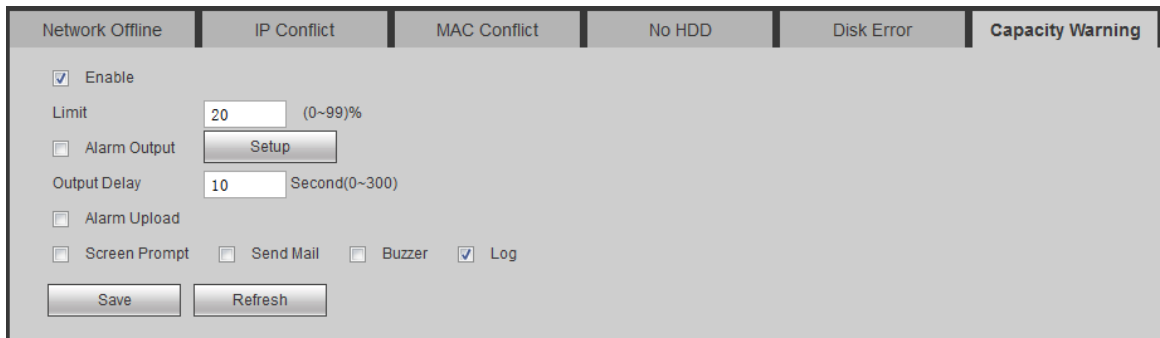 Network Offline IP Conflict MAC Conflict No HDD Disk Error Capacity Warning
Enable
Limit 20 (0~99)%
Alarm Output Setup
Output Delay 10 Second(0~300)
Alarm Upload
Screen Prompt Send Mail Buzzer Log
Save Refresh